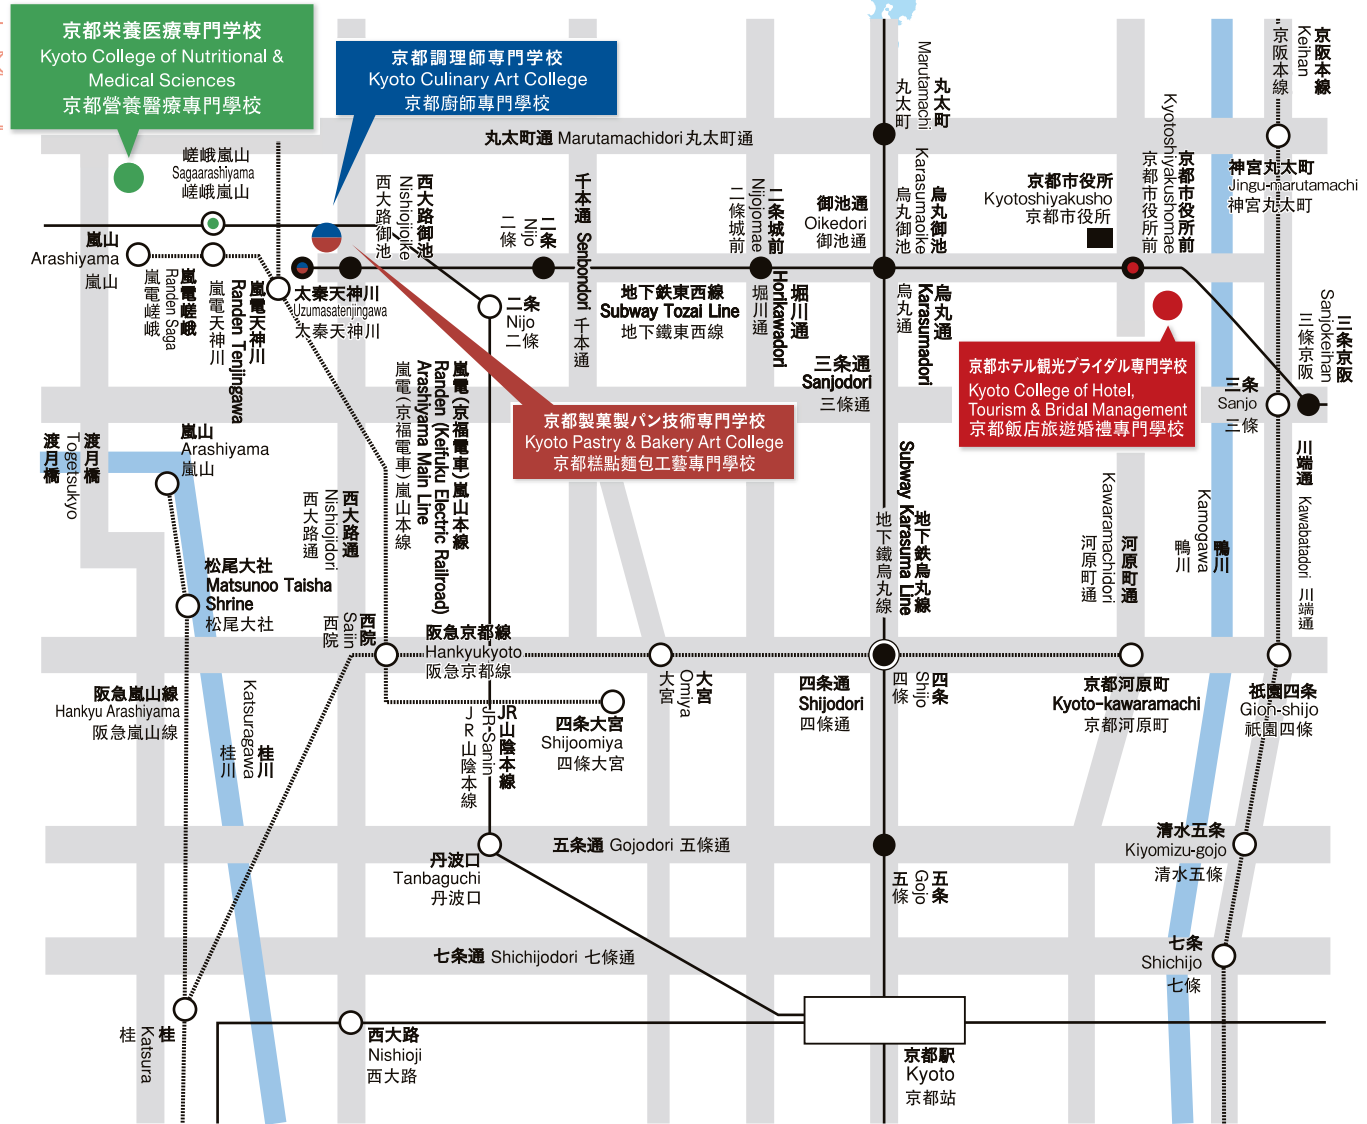 京都栄養医療専門学校
Kyoto College of Nutritional &
Medical Sciences
京都營養醫療專門學校
京都調理師専門学校
Kyoto Culinary Art College
京都廚師專門學校
丸太町通 Marutamachidori 丸太町通
丸太町
Marutamachi
丸太町
京阪本線
Keihan
京阪本線
神宮丸太町
Jingu-marutamachi
神宮丸太町
嵯峨嵐山
Sagaarashiyama
嵯峨嵐山
嵐山
Arashiyama
嵐山
嵐電嵯峨
Randen Saga
嵐電嵯峨
嵐電天神川
Randen Tenjingawa
嵐電天神川
太秦天神川
Uzumasatenjingawa
太秦天神川
西大路御池
Nishiojioike
西大路御池
二条
Nijo
二條
千本通 Senbondori 千本通
二条城前
Nijojomae
二條城前
御池通
Oikedori
御池通
烏丸御池
Karasumaoike
烏丸御池
京都市役所
Kyotoshiyakusho
京都市役所
京都市役所前
Kyotoshiyakushomae
京都市役所前
二条
Nijo
二條
地下鉄東西線
Subway Tozai Line
地下鐵東西線
堀川通
Horikawadori
堀川通
烏丸通
Karasumadori
烏丸通
三条京阪
Sanjokeihan
三條京阪
三条通
Sanjodori
三條通
京都ホテル観光ブライダル専門学校
Kyoto College of Hotel,
Tourism & Bridal Management
京都飯店旅遊婚禮專門學校
三条
Sanjo
三條
京都製菓製パン技術専門学校
Kyoto Pastry & Bakery Art College
京都糕點麵包工藝專門學校
嵐電(京福電車)嵐山本線
Randen (Keifuku Electric Railroad)
Arashiyama Main Line
嵐電(京福電車)嵐山本線
渡月橋
Togetsukyo
渡月橋
嵐山
Arashiyama
嵐山
西大路通
Nishiojidori
西大路通
地下鉄烏丸線
Subway Karasuma Line
地下鐵烏丸線
河原町通
Kawaramachidori
河原町通
鴨川
Kamogawa
鴨川
川端通 Kawabatadori 川端通
松尾大社
Matsunoo Taisha
Shrine
松尾大社
西院
Saiin
西院
阪急京都線
Hankyukyoto
阪急京都線
大宮
Omiya
大宮
四条通
Shijodori
四條通
四条
Shijo
四條
京都河原町
Kyoto-kawaramachi
京都河原町
祇園四条
Gion-shijo
祇園四條
阪急嵐山線
Hankyu Arashiyama
阪急嵐山線
桂川
Katsuragawa
桂川
JR山陰本線
JR-Sanin
JR山陰本線
四条大宮
Shijoomiya
四條大宮
五条通 Gojodori 五條通
丹波口
Tanbaguchi
丹波口
五条
Gojo
五條
清水五条
Kiyomizu-gojo
清水五條
七条通 Shichijodori 七條通
七条
Shichijo
七條
桂
Katsura
桂
西大路
Nishioji
西大路
京都駅
Kyoto
京都站